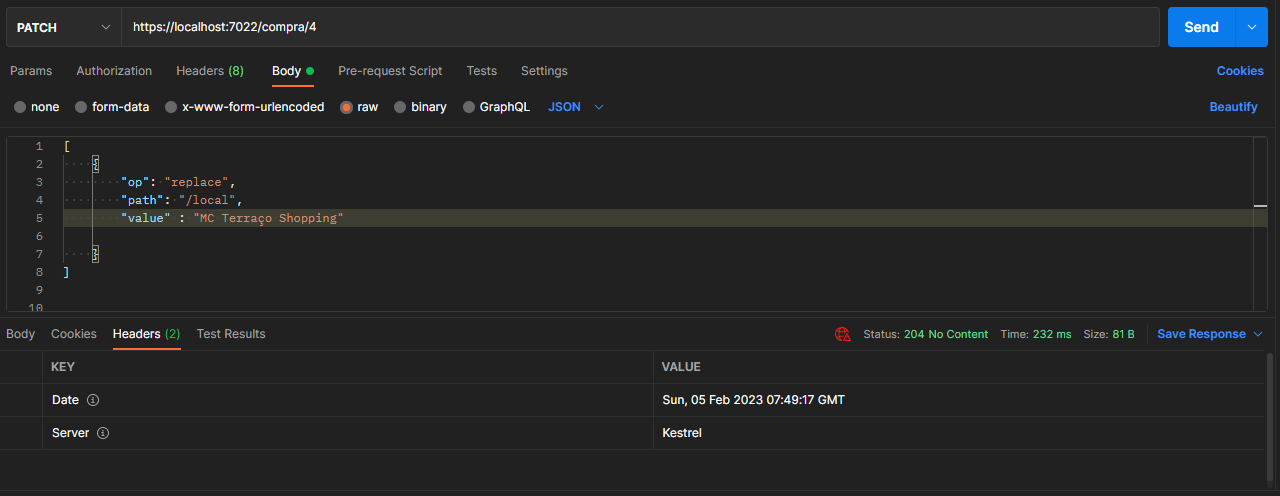 PATCH https://localhost:7022/compra/4 Send
Params Authorization Headers (8) Body Pre-request Script Tests Settings Cookies
none form-data x-www-form-urlencoded raw binary GraphQL JSON Beautify
1 [
2 {
3 "op": "replace",
4 "path": "/local",
5 "value" : "MC Terraço Shopping"
6
7 }
8 ]
9
10
Body Cookies Headers (2) Test Results Status: 204 No Content Time: 232 ms Size: 81 B Save Response
KEY VALUE
Date Sun, 05 Feb 2023 07:49:17 GMT
Server Kestrel